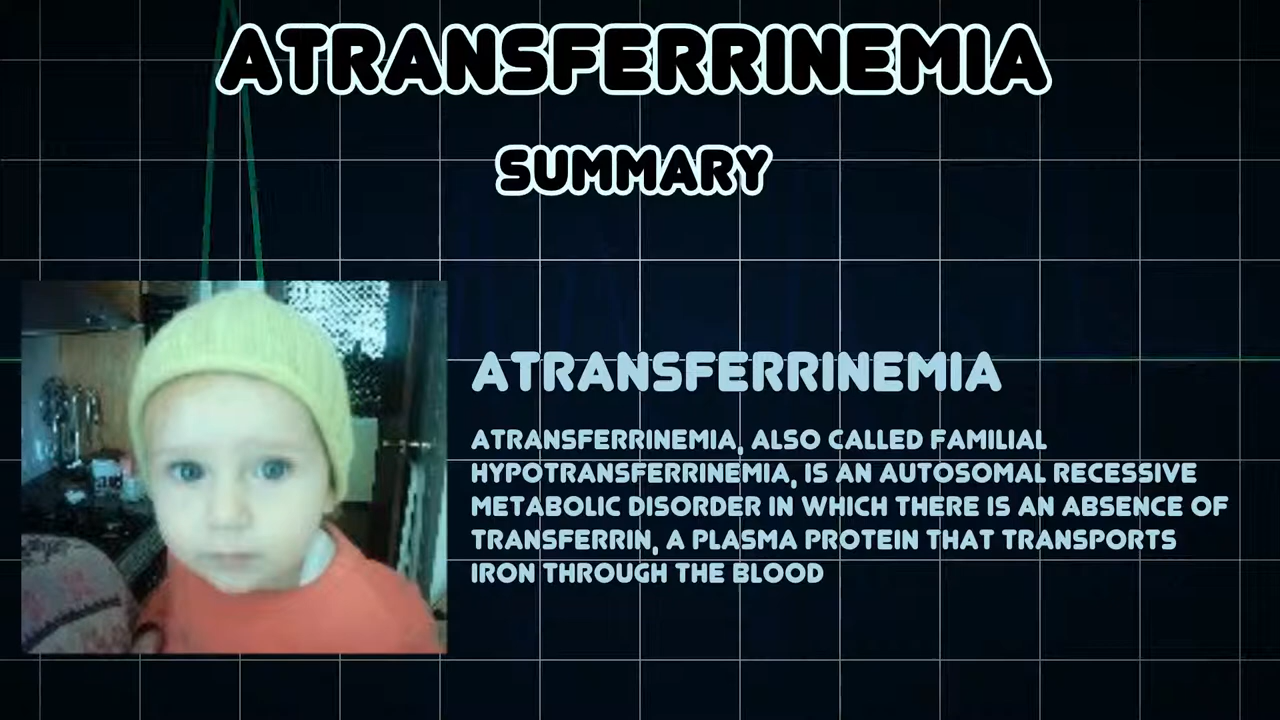 ATRANSFERRINEMIA
SUMMARY
ATRANSFERRINEMIA
ATRANSFERRINEMIA, ALSO CALLED FAMILIAL
HYPOTRANSFERRINEMIA, IS AN AUTOSOMAL RECESSIVE
METABOLIC DISORDER IN WHICH THERE IS AN ABSENCE OF
TRANSFERRIN, A PLASMA PROTEIN THAT TRANSPORTS
IRON THROUGH THE BLOOD